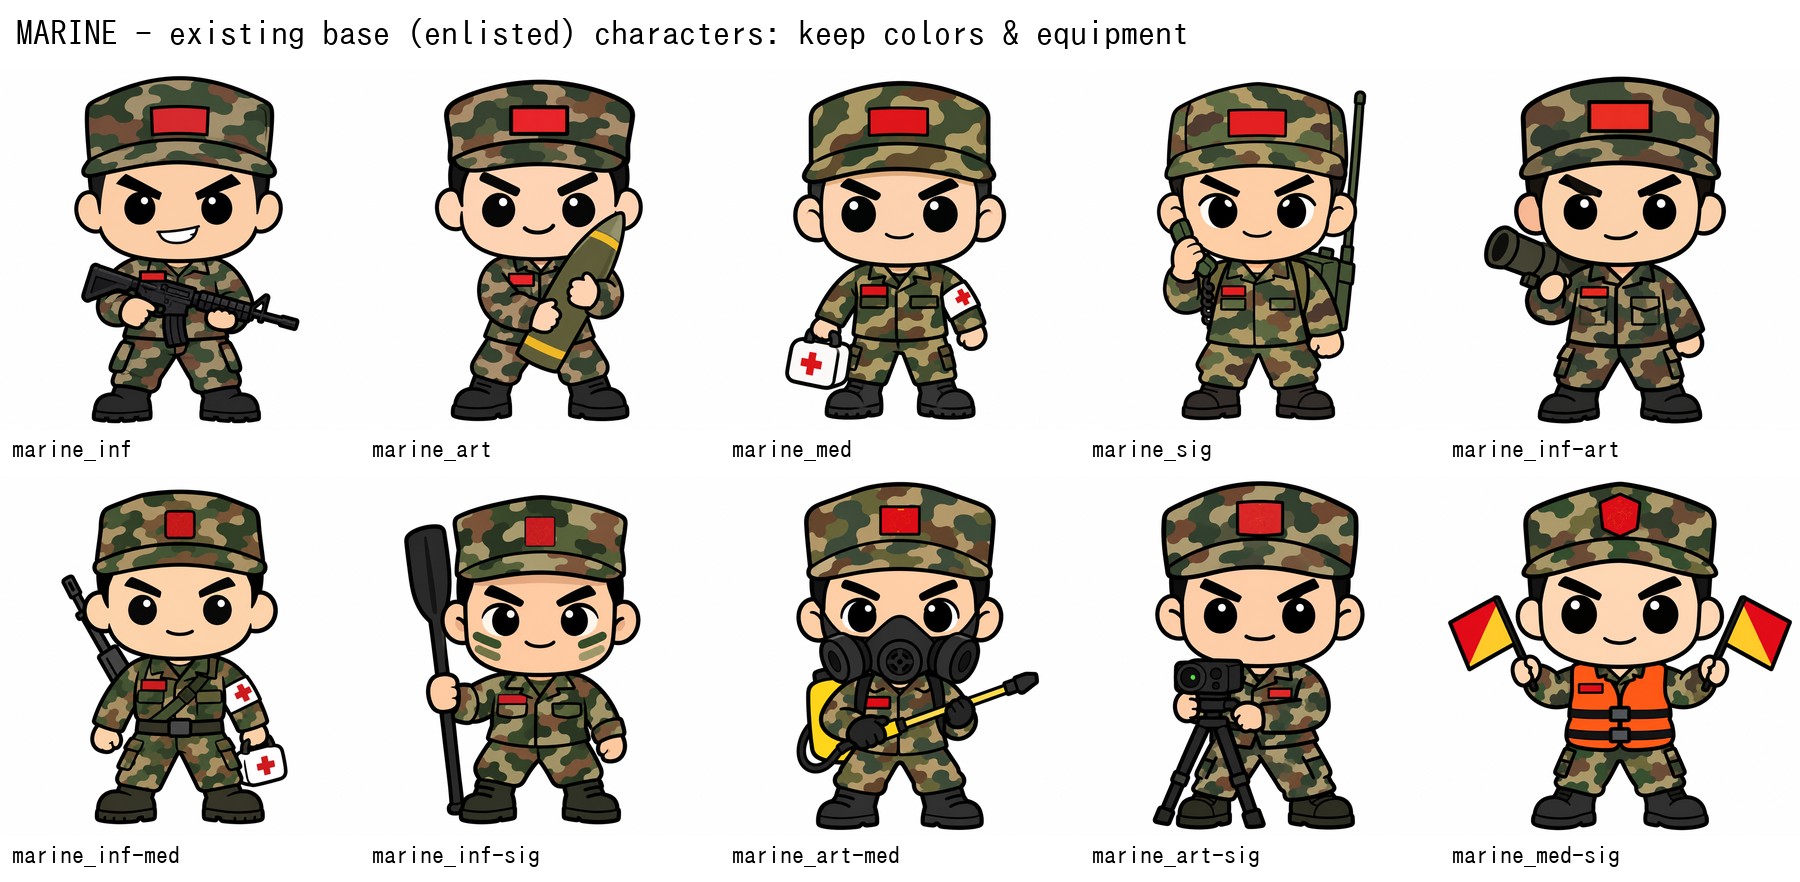 MARINE - existing base (enlisted) characters: keep colors & equipment
marine_inf
marine_art
marine_med
marine_sig
marine_inf-art
marine_inf-med
marine_inf-sig
marine_art-med
marine_art-sig
marine_med-sig